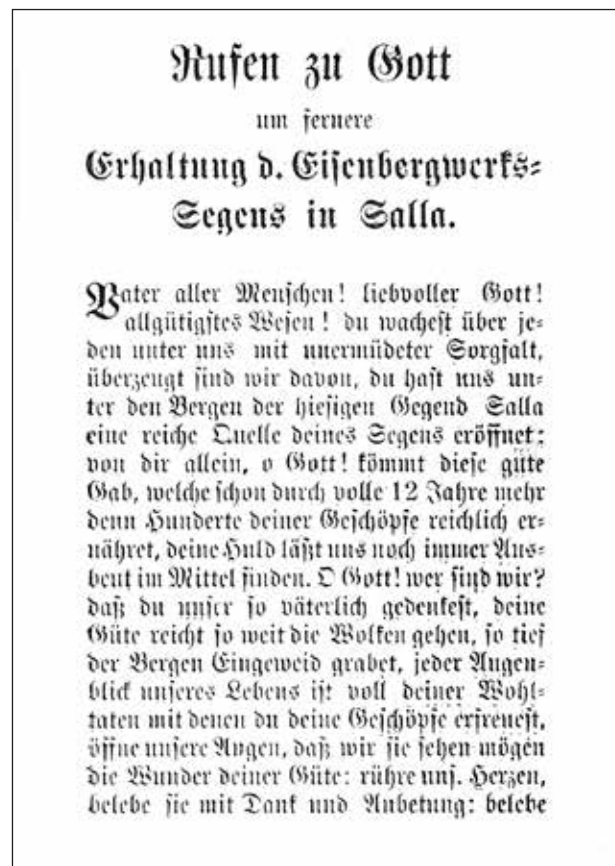 Rufen zu Gott
um fernere
Erhaltung d. Eisenbergwerks-
Segens in Salla.
Vater aller Menschen! liebvoller Gott!
allgütigstes Wesen! du wachest über je-
den unter uns mit unermüdeter Sorgfalt,
überzeugt sind wir davon, du hast uns un-
ter den Bergen der hiesigen Gegend Salla
eine reiche Quelle deines Segens eröffnet:
von dir allein, o Gott! kömmt diese güte
Gab, welche schon durch volle 12 Jahre mehr
denn Hunderte deiner Geschöpfe reichlich er-
nähret, deine Huld läßt uns noch immer Aus-
beut im Mittel finden. O Gott! wer sind wir?
daß du unser so väterlich gedenkest, deine
Güte reicht so weit die Wolken gehen, so tief
der Bergen Eingeweid grabet, jeder Augen-
blick unseres Lebens ist voll deiner Wohl-
taten mit denen du deine Geschöpfe erfreuest,
öffne unsere Augen, daß wir sie sehen mögen
die Wunder deiner Güte: rühre uns. Herzen,
belebe sie mit Dank und Anbetung: belebe